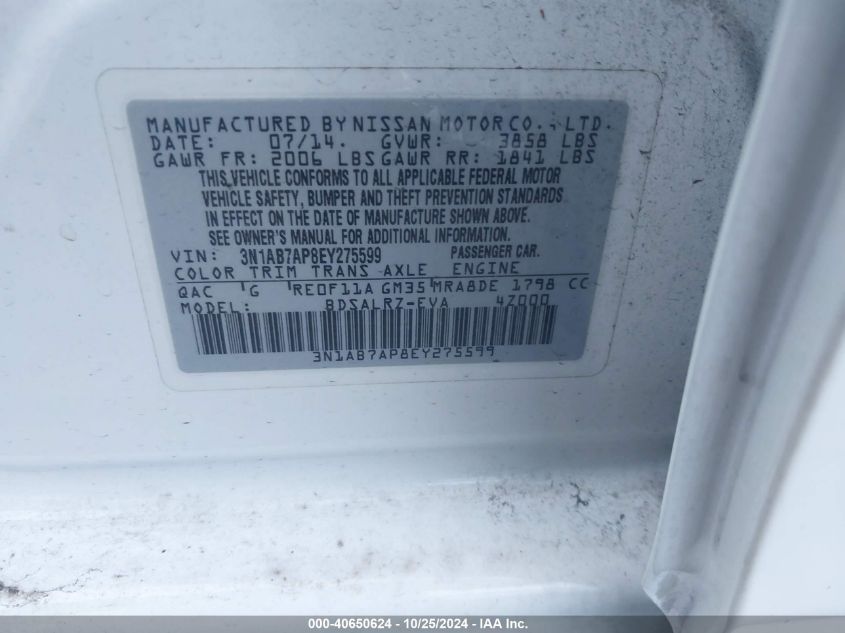 MANUFACTURED BY NISSAN MOTOR CO., LTD.
DATE: 07/14. GVWR: 3858 LBS
GAWR FR: 2006 LBS GAWR RR: 1841 LBS
THIS VEHICLE CONFORMS TO ALL APPLICABLE FEDERAL MOTOR
VEHICLE SAFETY, BUMPER AND THEFT PREVENTION STANDARDS
IN EFFECT ON THE DATE OF MANUFACTURE SHOWN ABOVE.
SEE OWNER'S MANUAL FOR ADDITIONAL INFORMATION.
VIN: 3N1AB7AP8EY275599 PASSENGER CAR.
COLOR TRIM TRANS AXLE ENGINE
QAC G RE0F11A GM35 MRA8DE 1798 CC
MODEL: BDSALRZ-EVA 4Z000
3N1AB7AP8EY275599
000-40650624 - 10/25/2024 - IAA Inc.